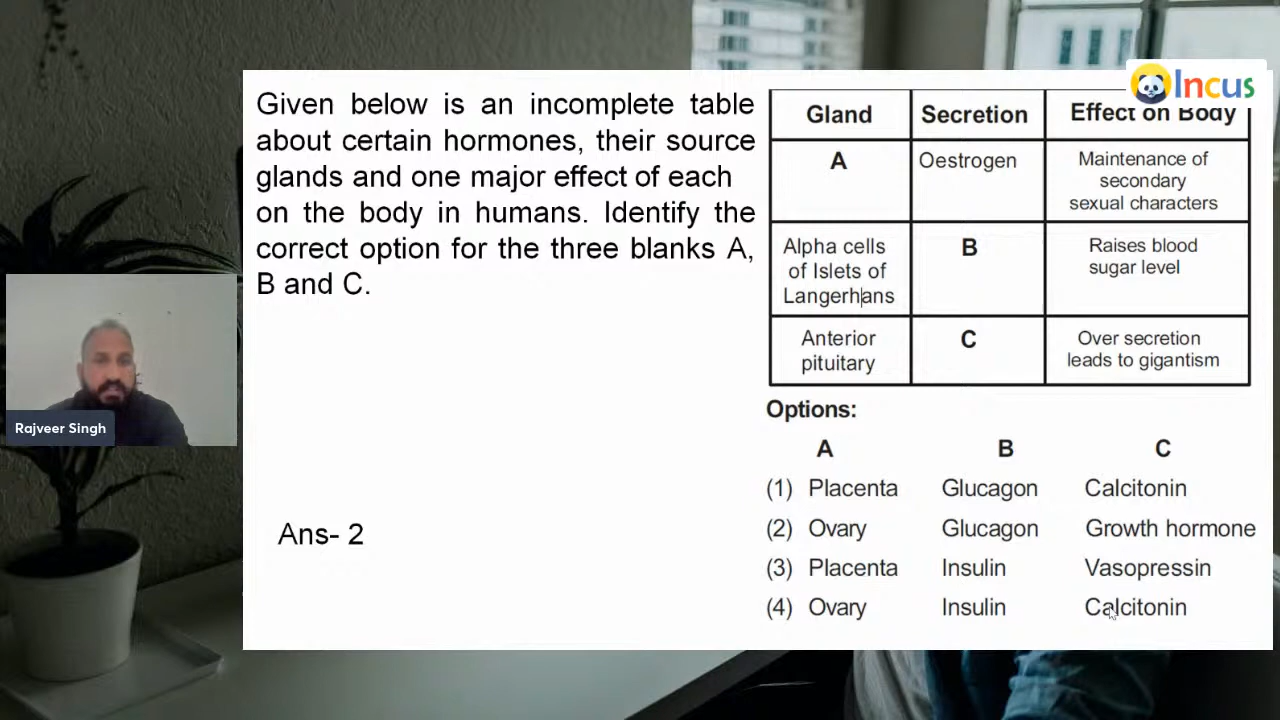 Incus
Given below is an incomplete table
about certain hormones, their source
glands and one major effect of each
on the body in humans. Identify the
correct option for the three blanks A,
B and C.
Gland Secretion Effect on Body
A Oestrogen Maintenance of
secondary
sexual characters
Alpha cells B Raises blood
of Islets of sugar level
Langerhans
Anterior C Over secretion
pituitary leads to gigantism
Options:
A B C
(1) Placenta Glucagon Calcitonin
(2) Ovary Glucagon Growth hormone
(3) Placenta Insulin Vasopressin
(4) Ovary Insulin Calcitonin
Ans- 2
Rajveer Singh